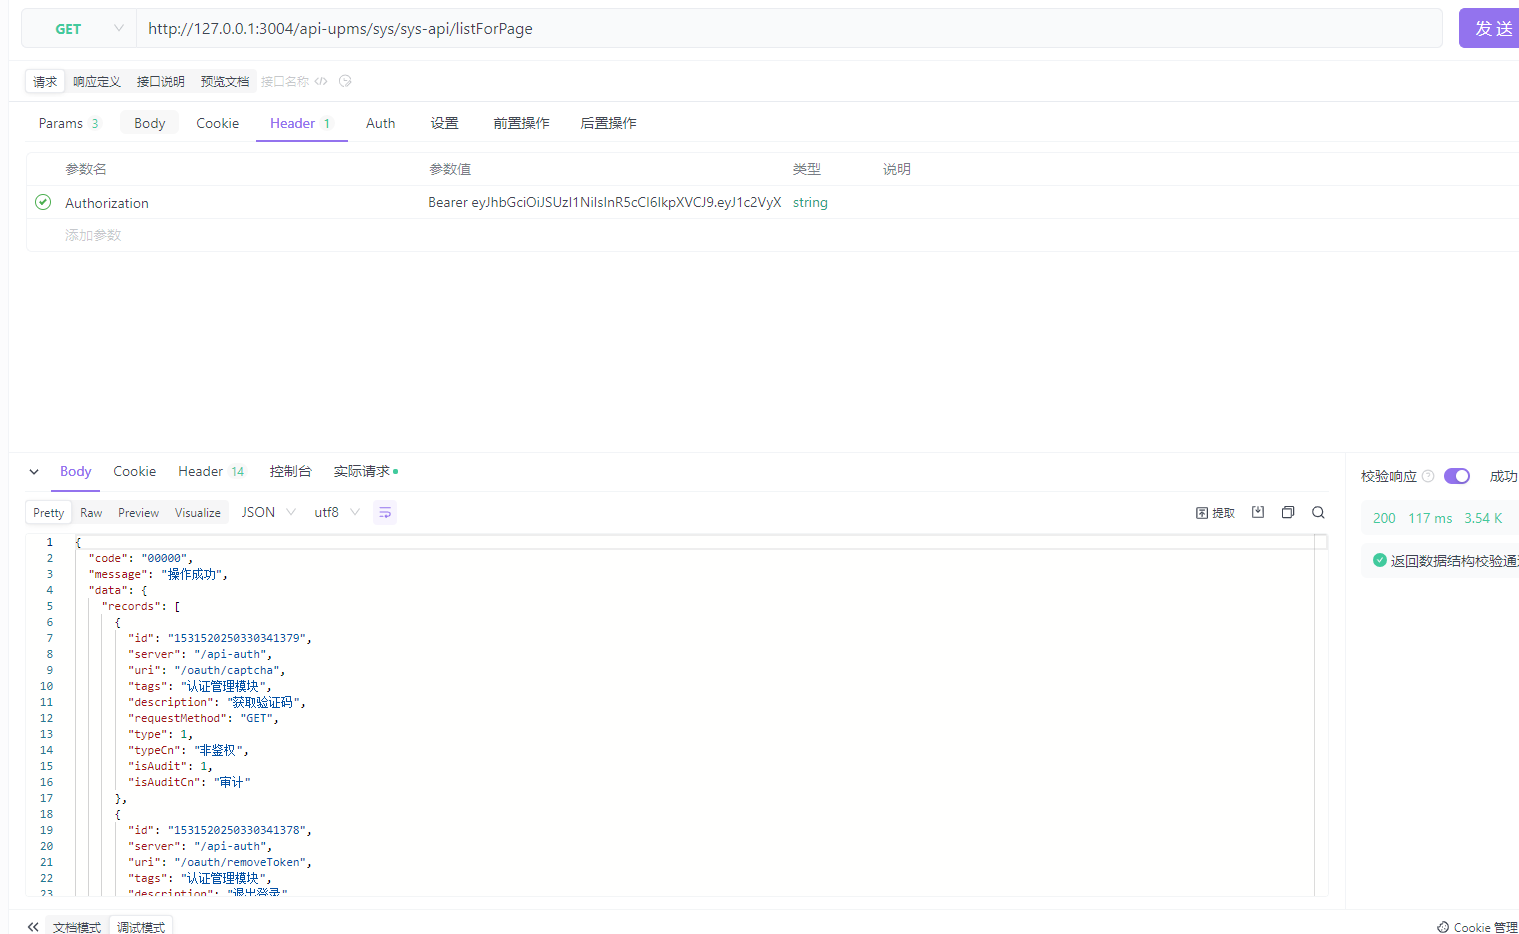 GET http://127.0.0.1:3004/api-upms/sys/sys-api/listForPage 发 送
请求 响应定义 接口说明 预览文档 接口名称 </>
Params 3 Body Cookie Header 1 Auth 设置 前置操作 后置操作
参数名 参数值 类型 说明
Authorization Bearer eyJhbGciOiJSUzI1NiIsInR5cCI6IkpXVCJ9.eyJ1c2VyX string
添加参数
Body Cookie Header 14 控制台 实际请求 校验响应 成功
Pretty Raw Preview Visualize JSON utf8 提取 200 117 ms 3.54 K
返回数据结构校验通
1 {
2 "code": "00000",
3 "message": "操作成功",
4 "data": {
5 "records": [
6 {
7 "id": "1531520250330341379",
8 "server": "/api-auth",
9 "uri": "/oauth/captcha",
10 "tags": "认证管理模块",
11 "description": "获取验证码",
12 "requestMethod": "GET",
13 "type": 1,
14 "typeCn": "非鉴权",
15 "isAudit": 1,
16 "isAuditCn": "审计"
17 },
18 {
19 "id": "1531520250330341378",
20 "server": "/api-auth",
21 "uri": "/oauth/removeToken",
22 "tags": "认证管理模块",
23 "description": "退出登录"
文档模式 调试模式 Cookie 管理